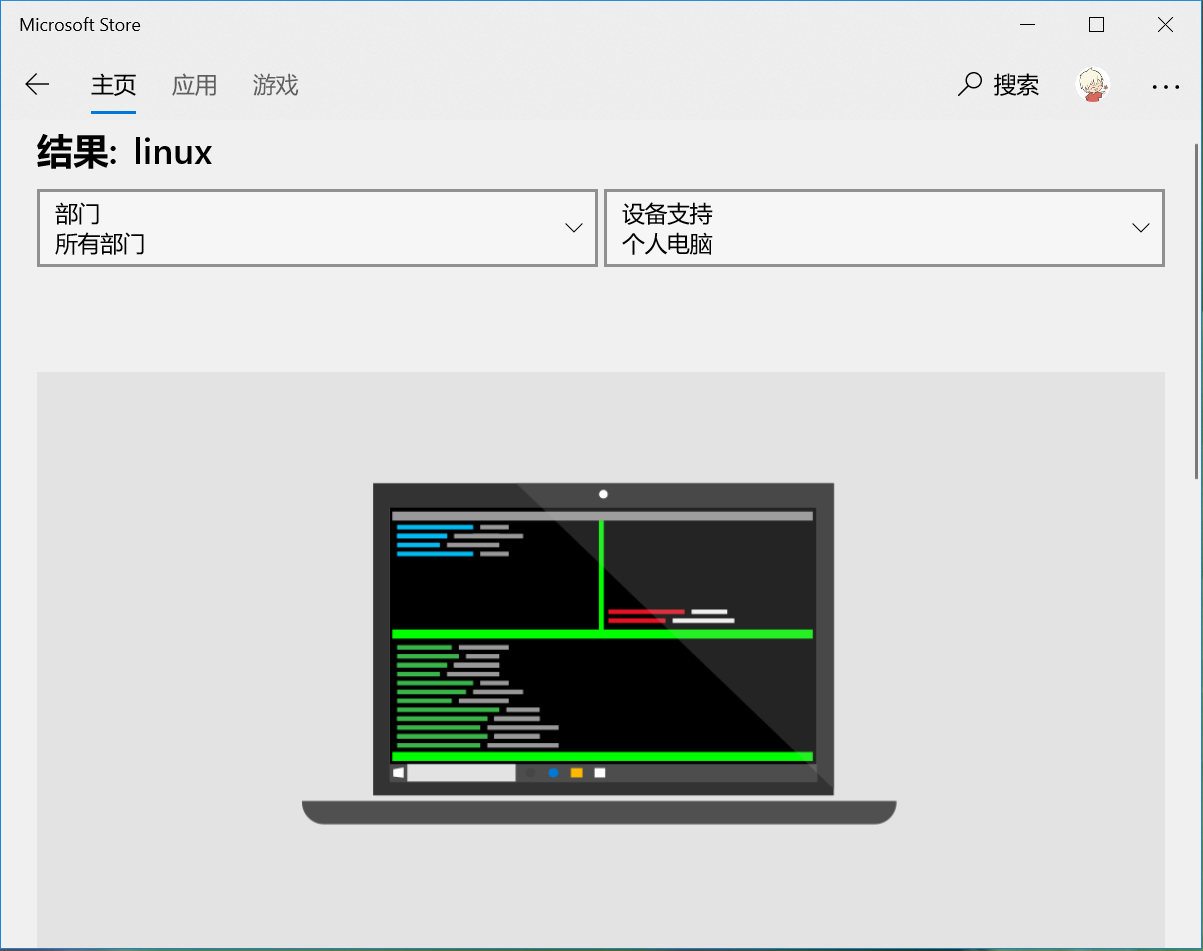 Microsoft Store
主页 应用 游戏 搜索
结果: linux
部门
所有部门
设备支持
个人电脑